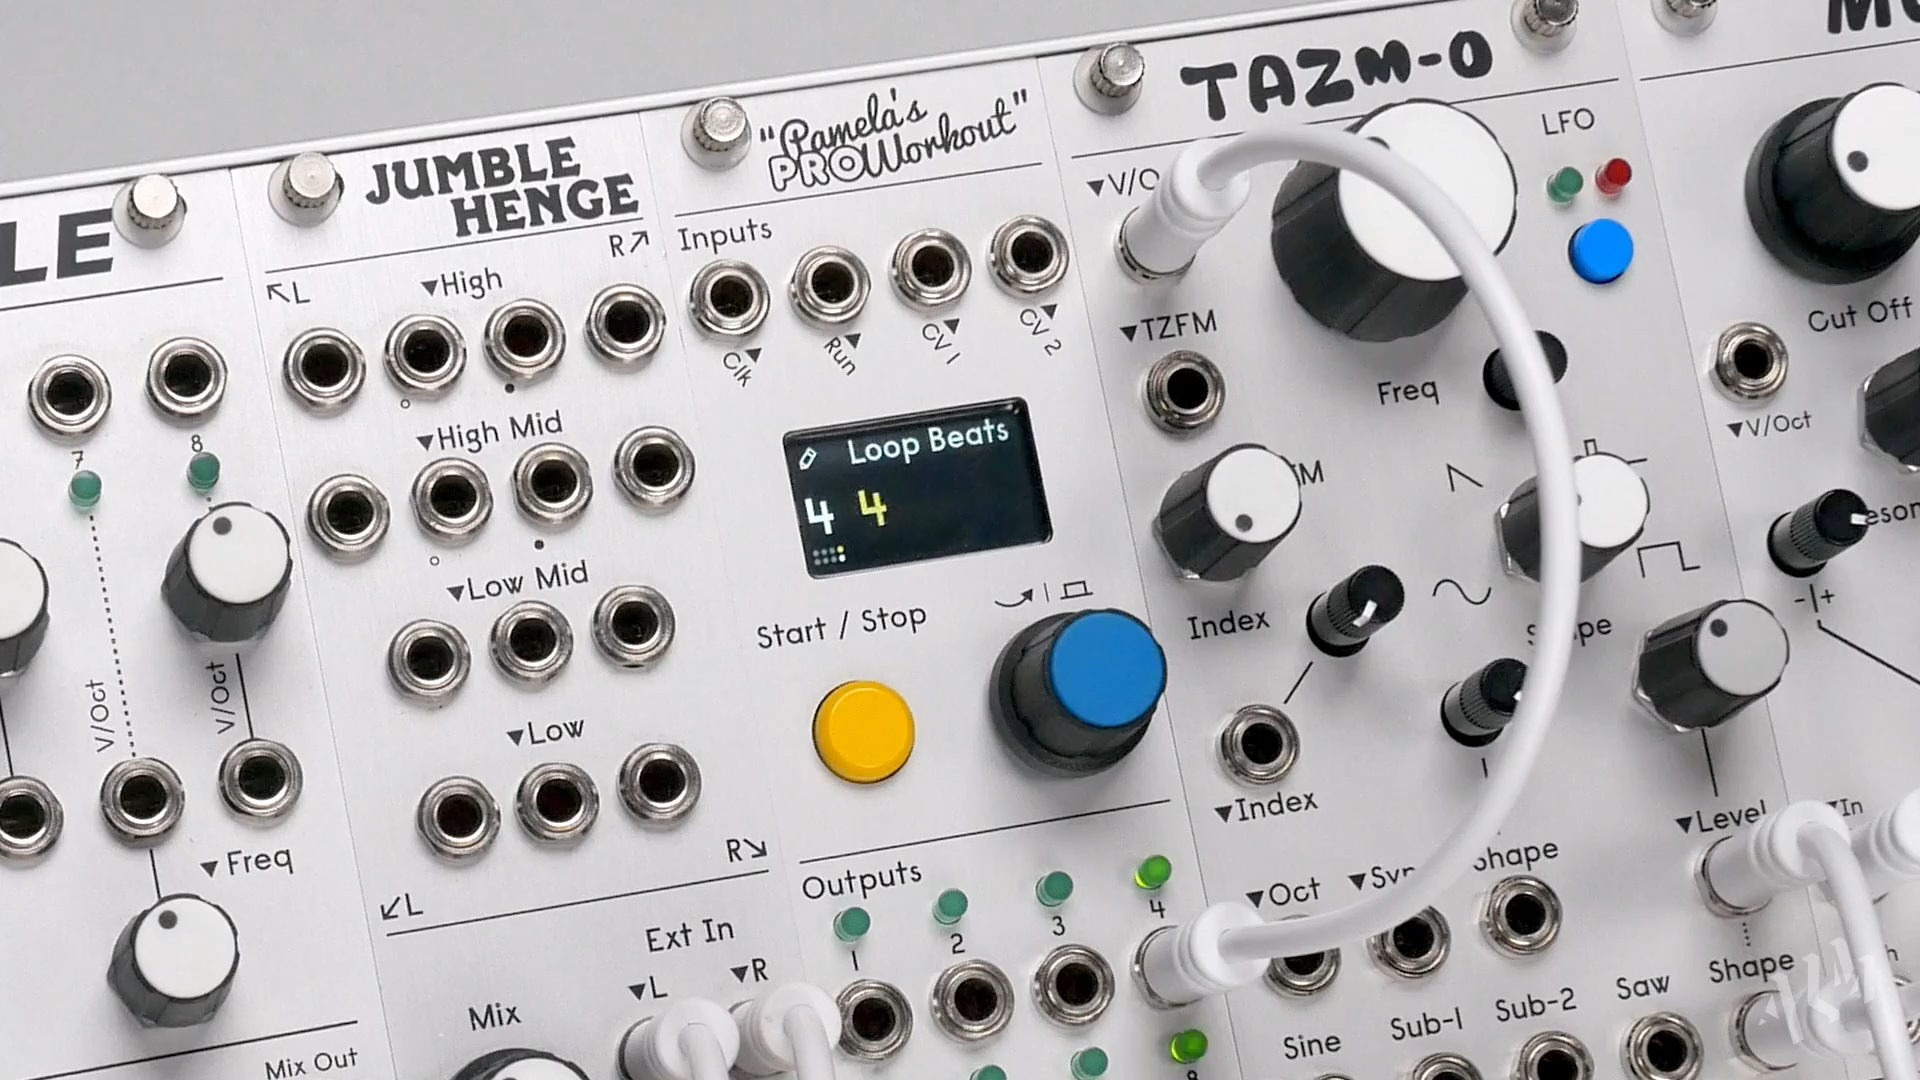 LE
7
8
V/Oct
V/Oct
▼Freq
Mix Out
JUMBLE
HENGE
↖L
▼High
R↗
▼High Mid
▼Low Mid
▼Low
↙L
R↘
Ext In
▼L
▼R
Mix
"Pamela's
PRO Workout"
Inputs
Clk
Run
CV 1
CV 2
Loop Beats
4 4
Start / Stop
Outputs
1
2
3
4
8
TAZM-O
▼V/O
▼TZFM
Freq
LFO
Index
▼Index
▼Oct
Shape
Sine
Sub-1
Sub-2
Saw
Shape
▼Level
Cut Off
▼V/Oct
-|+
▼In